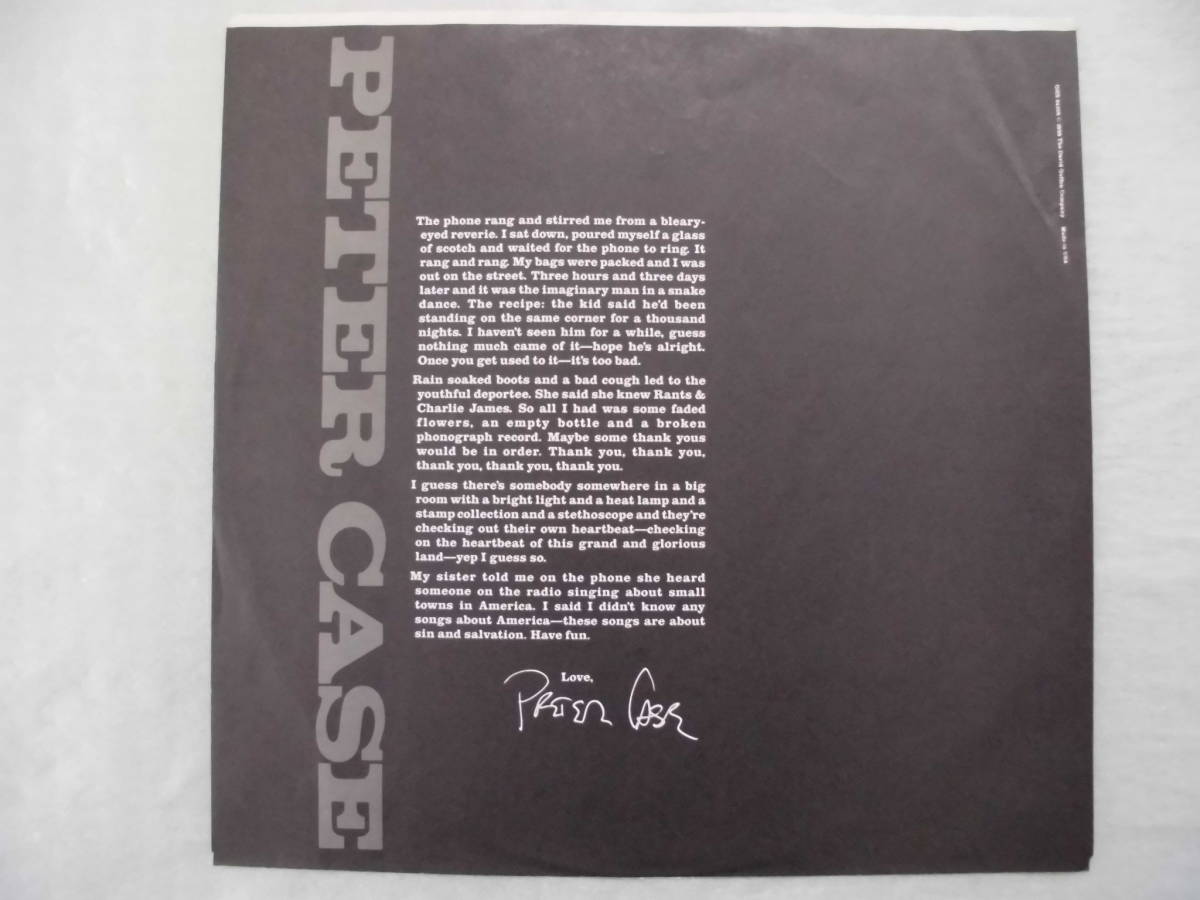 PETER CASE
The phone rang and stirred me from a bleary-
eyed reverie. I sat down, poured myself a glass
of scotch and waited for the phone to ring. It
rang and rang. My bags were packed and I was
out on the street. Three hours and three days
later and it was the imaginary man in a snake
dance. The recipe: the kid said he'd been
standing on the same corner for a thousand
nights. I haven't seen him for a while, guess
nothing much came of it—hope he's alright.
Once you get used to it—it's too bad.
Rain soaked boots and a bad cough led to the
youthful deportee. She said she knew Rants &
Charlie James. So all I had was some faded
flowers, an empty bottle and a broken
phonograph record. Maybe some thank yous
would be in order. Thank you, thank you,
thank you, thank you, thank you.
I guess there's somebody somewhere in a big
room with a bright light and a heat lamp and a
stamp collection and a stethoscope and they're
checking out their own heartbeat—checking
on the heartbeat of this grand and glorious
land—yep I guess so.
My sister told me on the phone she heard
someone on the radio singing about small
towns in America. I said I didn't know any
songs about America—these songs are about
sin and salvation. Have fun.
Love,
PETER CASE
The David Geffen Company Made in USA